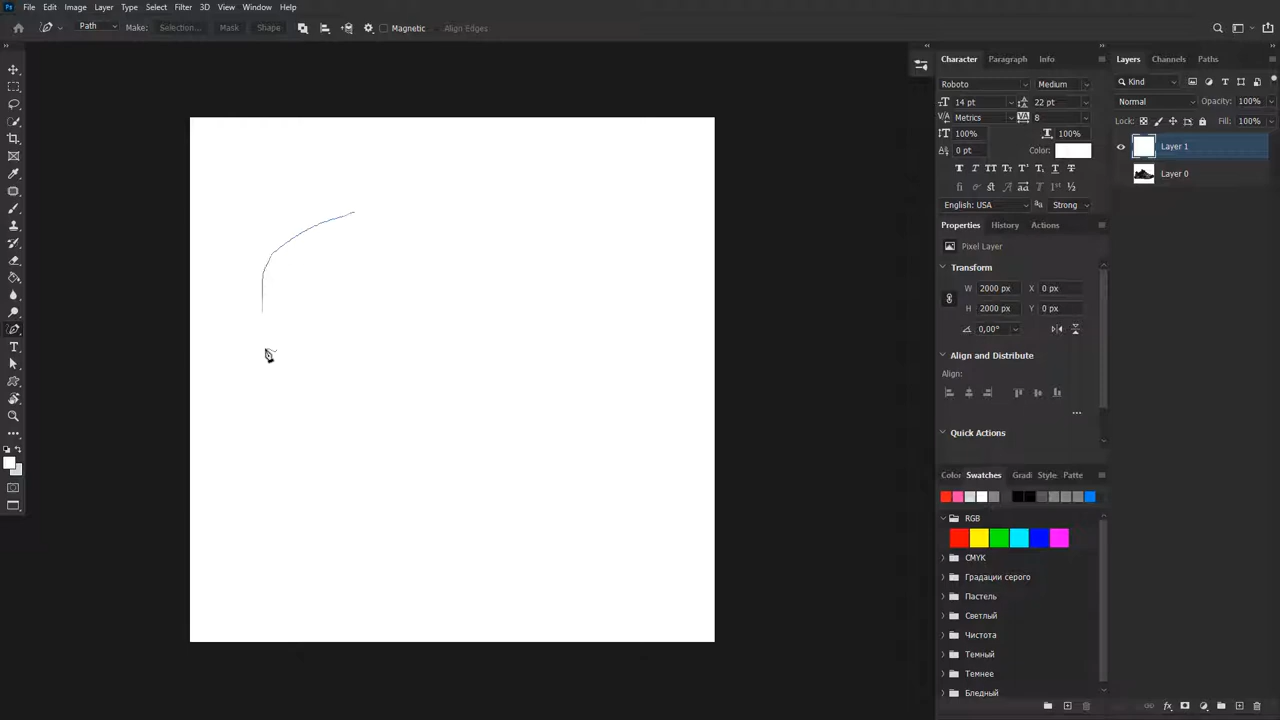 Ps File Edit Image Layer Type Select Filter 3D View Window Help
Path Make: Selection... Mask Shape Magnetic Align Edges
Character Paragraph Info
Roboto Medium
14 pt 22 pt
Metrics 8
100% 100%
0 pt Color:
English: USA Strong
Properties History Actions
Pixel Layer
Transform
W 2000 px X 0 px
H 2000 px Y 0 px
0,00°
Align and Distribute
Align:
Quick Actions
Color Swatches Gradi Style Patte
RGB
CMYK
Градации серого
Пастель
Светлый
Чистота
Темный
Темнее
Бледный
Layers Channels Paths
Kind
Normal Opacity: 100%
Lock: Fill: 100%
Layer 1
Layer 0